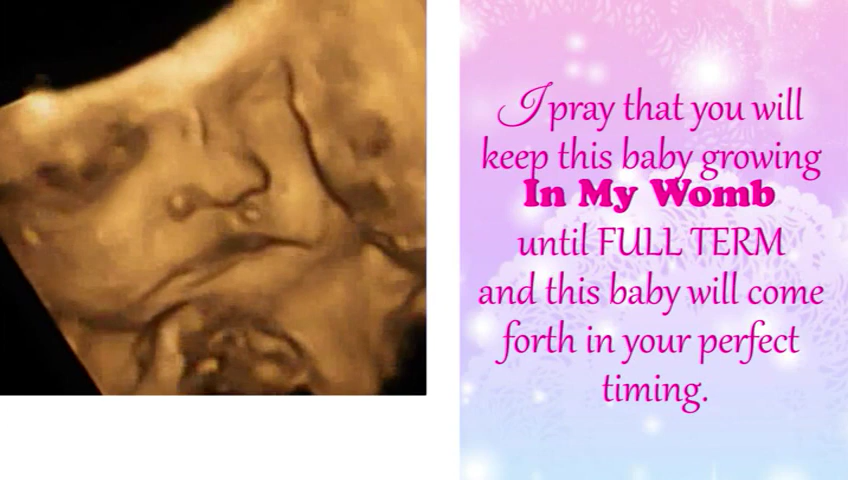 I pray that you will
keep this baby growing
In My Womb
until FULL TERM
and this baby will come
forth in your perfect
timing.